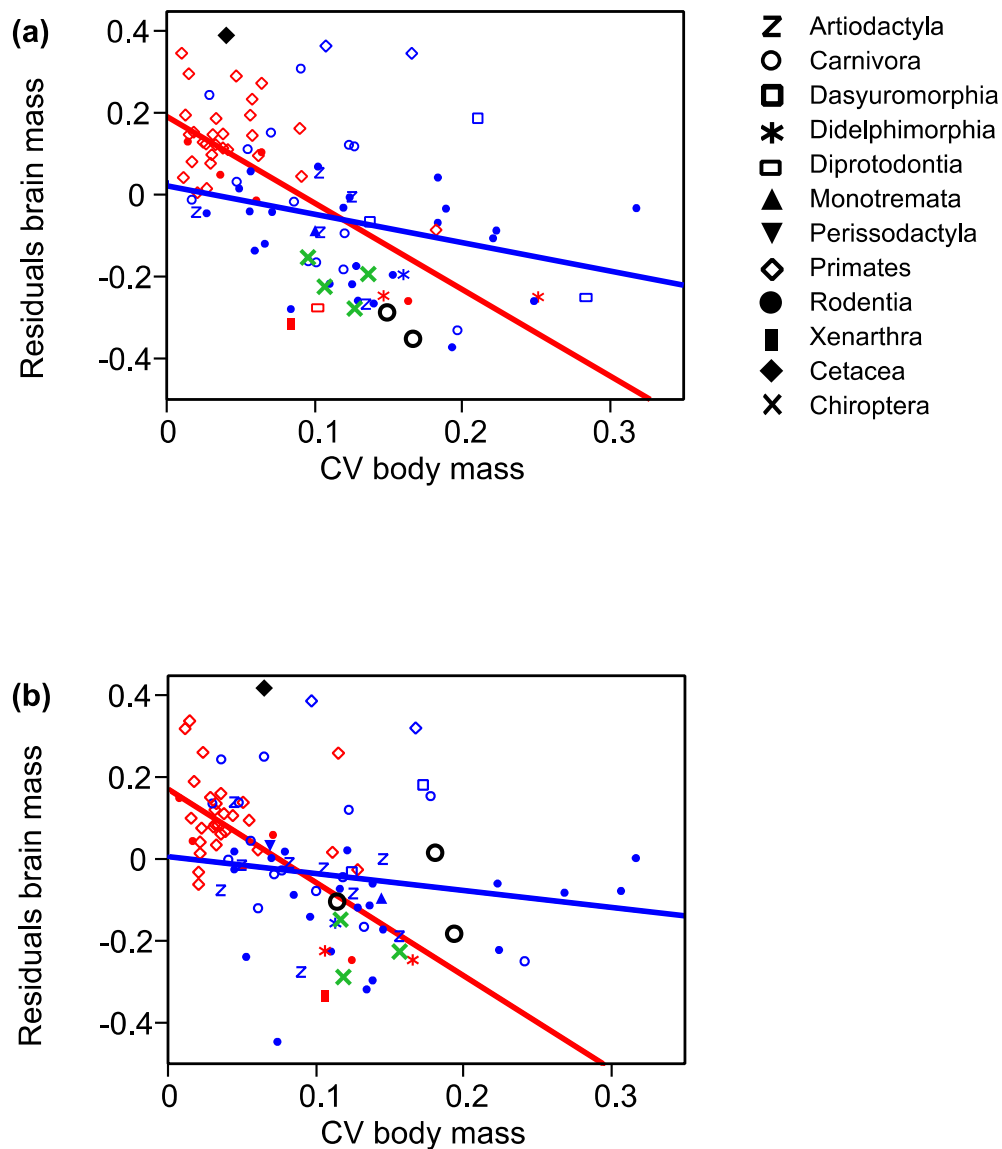 (a)
0.4
0.2
0
-0.2
-0.4
Residuals brain mass
0
0.1
0.2
0.3
CV body mass
Artiodactyla
Carnivora
Dasyuromorphia
Didelphimorphia
Diprotodontia
Monotremata
Perissodactyla
Primates
Rodentia
Xenarthra
Cetacea
Chiroptera
(b)
0.4
0.2
0
-0.2
-0.4
Residuals brain mass
0
0.1
0.2
0.3
CV body mass